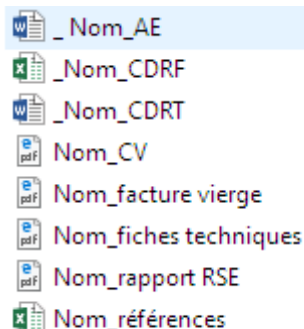 _ Nom_AE
_Nom_CDRF
_Nom_CDRT
Nom_CV
Nom_facture vierge
Nom_fiches techniques
Nom_rapport RSE
Nom_références